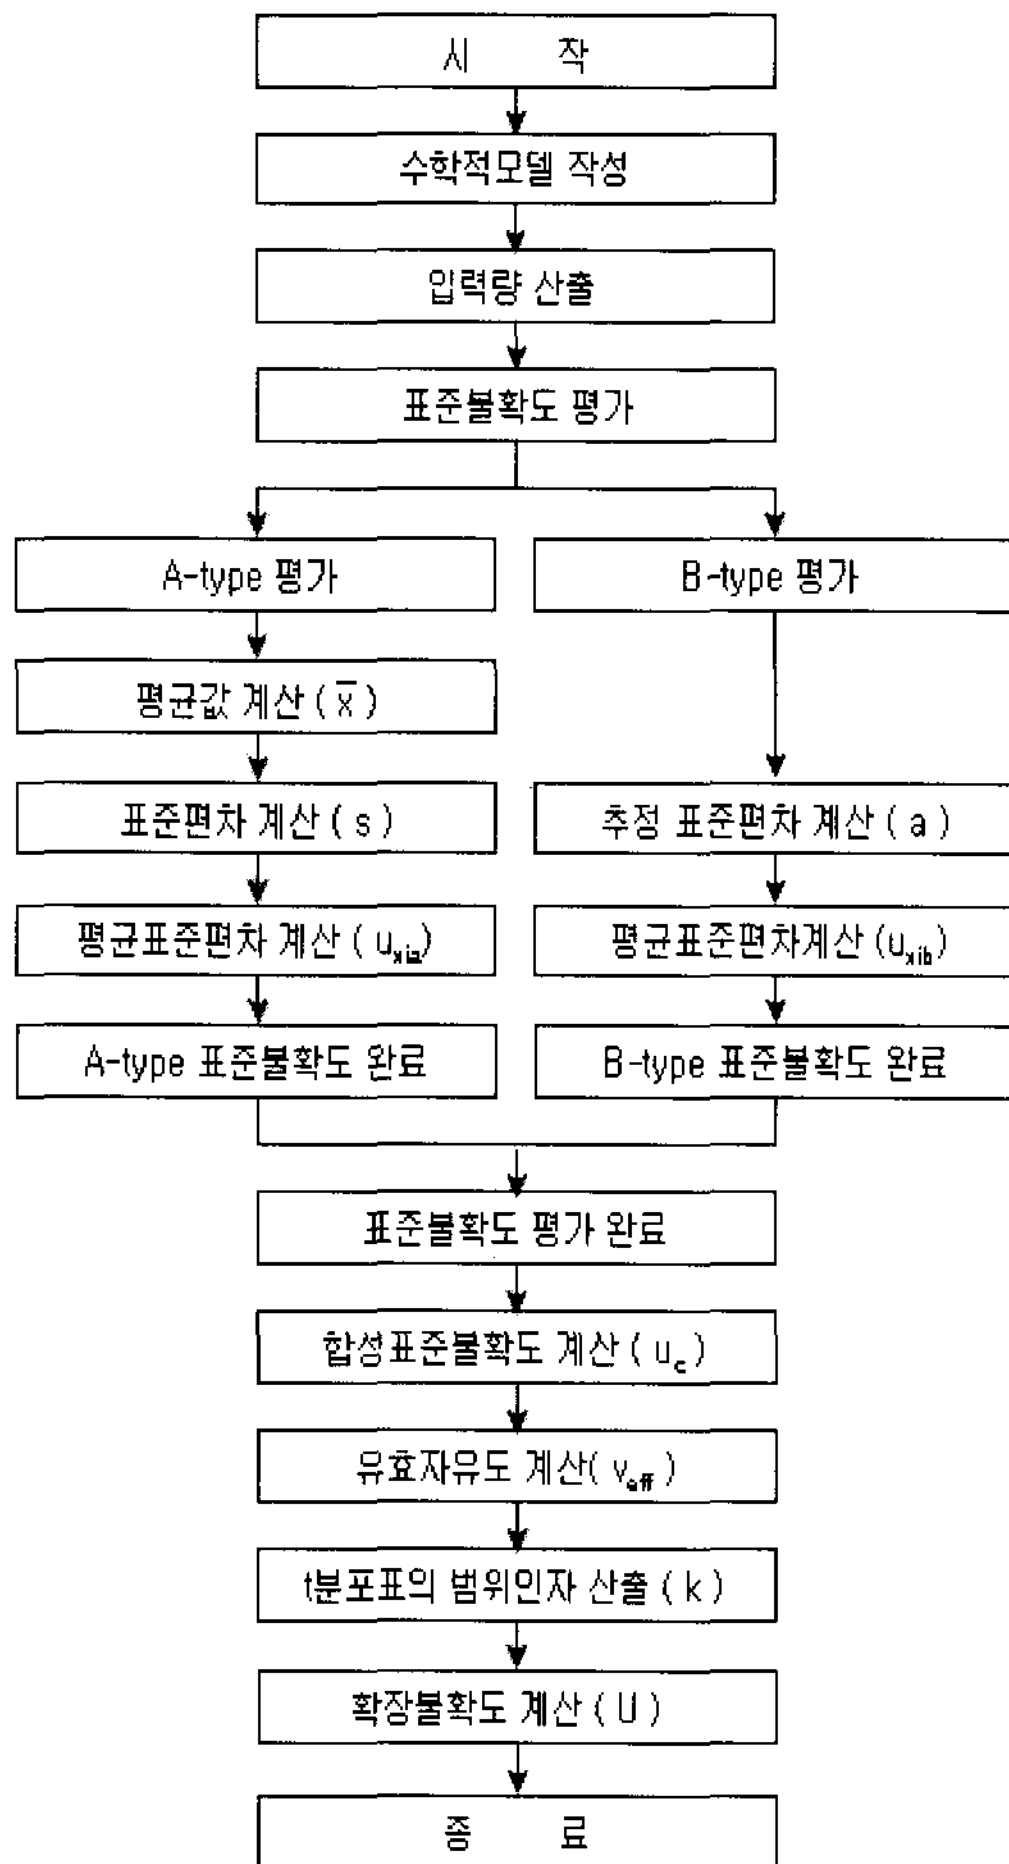 시 작
수학적모델 작성
입력량 산출
표준불확도 평가
A-type 평가
B-type 평가
평균값 계산 ( x̅ )
표준편차 계산 ( s )
추정 표준편차 계산 ( a )
평균표준편차 계산 ( u_xia)
평균표준편차계산 (u_xib)
A-type 표준불확도 완료
B-type 표준불확도 완료
표준불확도 평가 완료
합성표준불확도 계산 ( u_c )
유효자유도 계산( v_eff )
t분포표의 범위인자 산출 ( k )
확장불확도 계산 ( U )
종 료